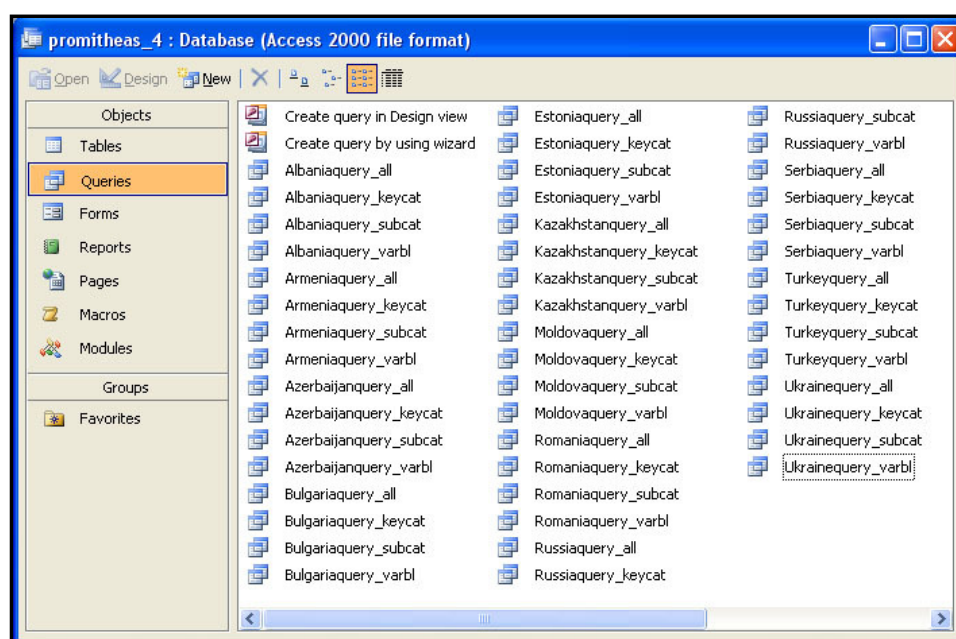 promitheas_4 : Database (Access 2000 file format)
Open Design New
Objects
Tables
Queries
Forms
Reports
Pages
Macros
Modules
Groups
Favorites
Create query in Design view
Create query by using wizard
Albaniaquery_all
Albaniaquery_keycat
Albaniaquery_subcat
Albaniaquery_varbl
Armeniaquery_all
Armeniaquery_keycat
Armeniaquery_subcat
Armeniaquery_varbl
Azerbaijanquery_all
Azerbaijanquery_keycat
Azerbaijanquery_subcat
Azerbaijanquery_varbl
Bulgariaquery_all
Bulgariaquery_keycat
Bulgariaquery_subcat
Bulgariaquery_varbl
Estoniaquery_all
Estoniaquery_keycat
Estoniaquery_subcat
Estoniaquery_varbl
Kazakhstanquery_all
Kazakhstanquery_keycat
Kazakhstanquery_subcat
Kazakhstanquery_varbl
Moldovaquery_all
Moldovaquery_keycat
Moldovaquery_subcat
Moldovaquery_varbl
Romaniaquery_all
Romaniaquery_keycat
Romaniaquery_subcat
Romaniaquery_varbl
Russiaquery_all
Russiaquery_keycat
Russiaquery_subcat
Russiaquery_varbl
Serbiaquery_all
Serbiaquery_keycat
Serbiaquery_subcat
Serbiaquery_varbl
Turkeyquery_all
Turkeyquery_keycat
Turkeyquery_subcat
Turkeyquery_varbl
Ukrainequery_all
Ukrainequery_keycat
Ukrainequery_subcat
Ukrainequery_varbl